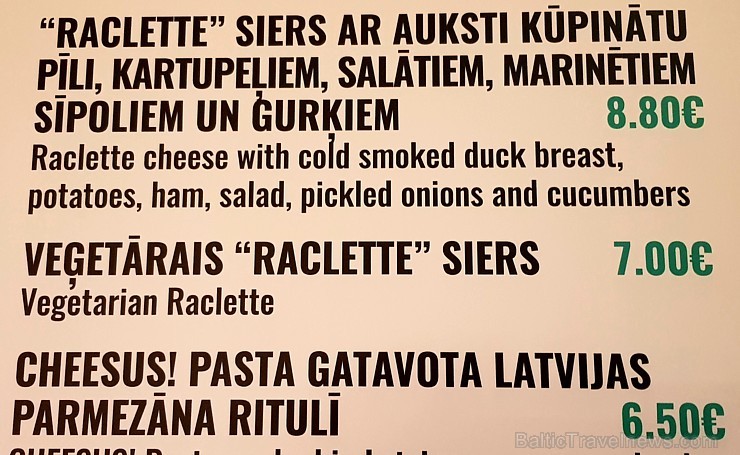 “RACLETTE” SIERS AR AUKSTI KŪPINĀTU
PĪLI, KARTUPEĻIEM, SALĀTIEM, MARINĒTIEM
SĪPOLIEM UN GURĶIEM 8.80€
Raclette cheese with cold smoked duck breast,
potatoes, ham, salad, pickled onions and cucumbers
VEĢETĀRAIS “RACLETTE” SIERS 7.00€
Vegetarian Raclette
CHEESUS! PASTA GATAVOTA LATVIJAS
PARMEZĀNA RITULĪ 6.50€
BalticTravelnews.com
CHEESUS!